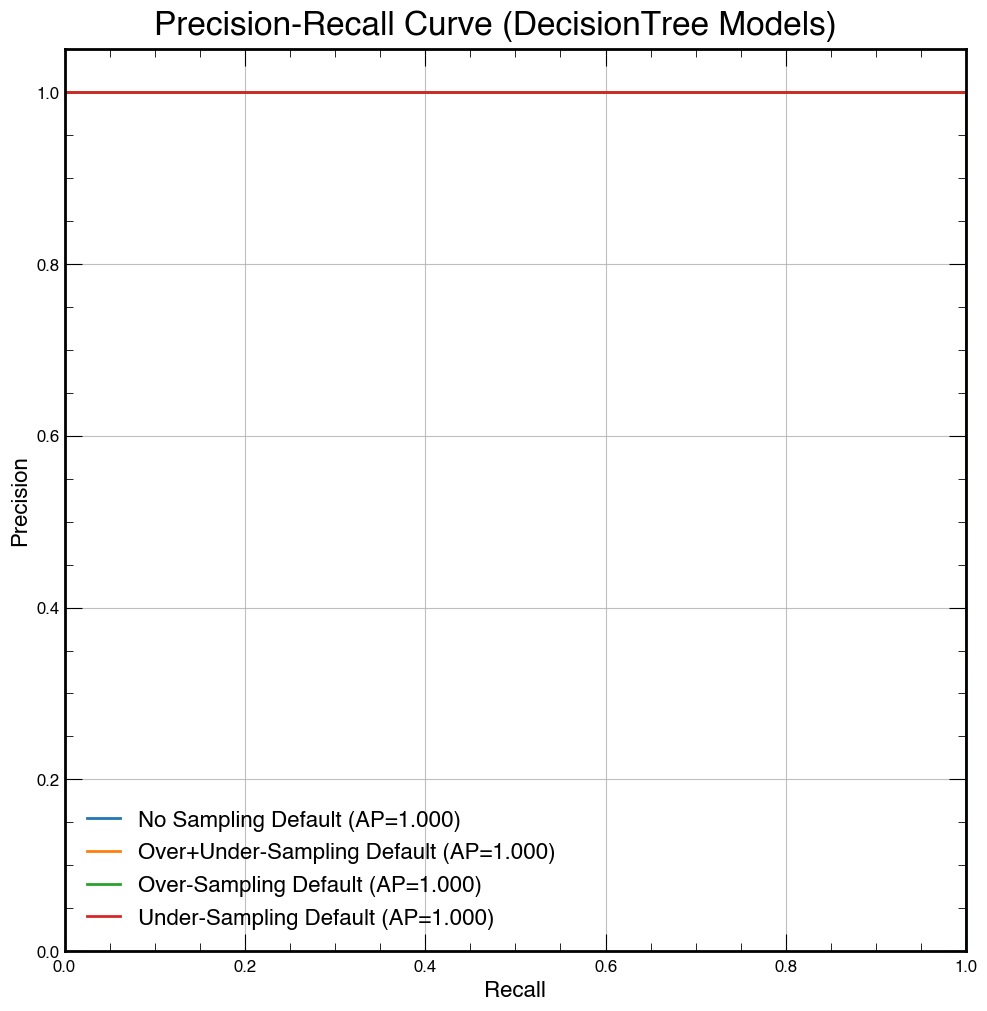 Precision-Recall Curve (DecisionTree Models)
1.0
0.8
0.6
0.4
0.2
0.0
Precision
No Sampling Default (AP=1.000)
Over+Under-Sampling Default (AP=1.000)
Over-Sampling Default (AP=1.000)
Under-Sampling Default (AP=1.000)
0.0 0.2 0.4 0.6 0.8 1.0
Recall